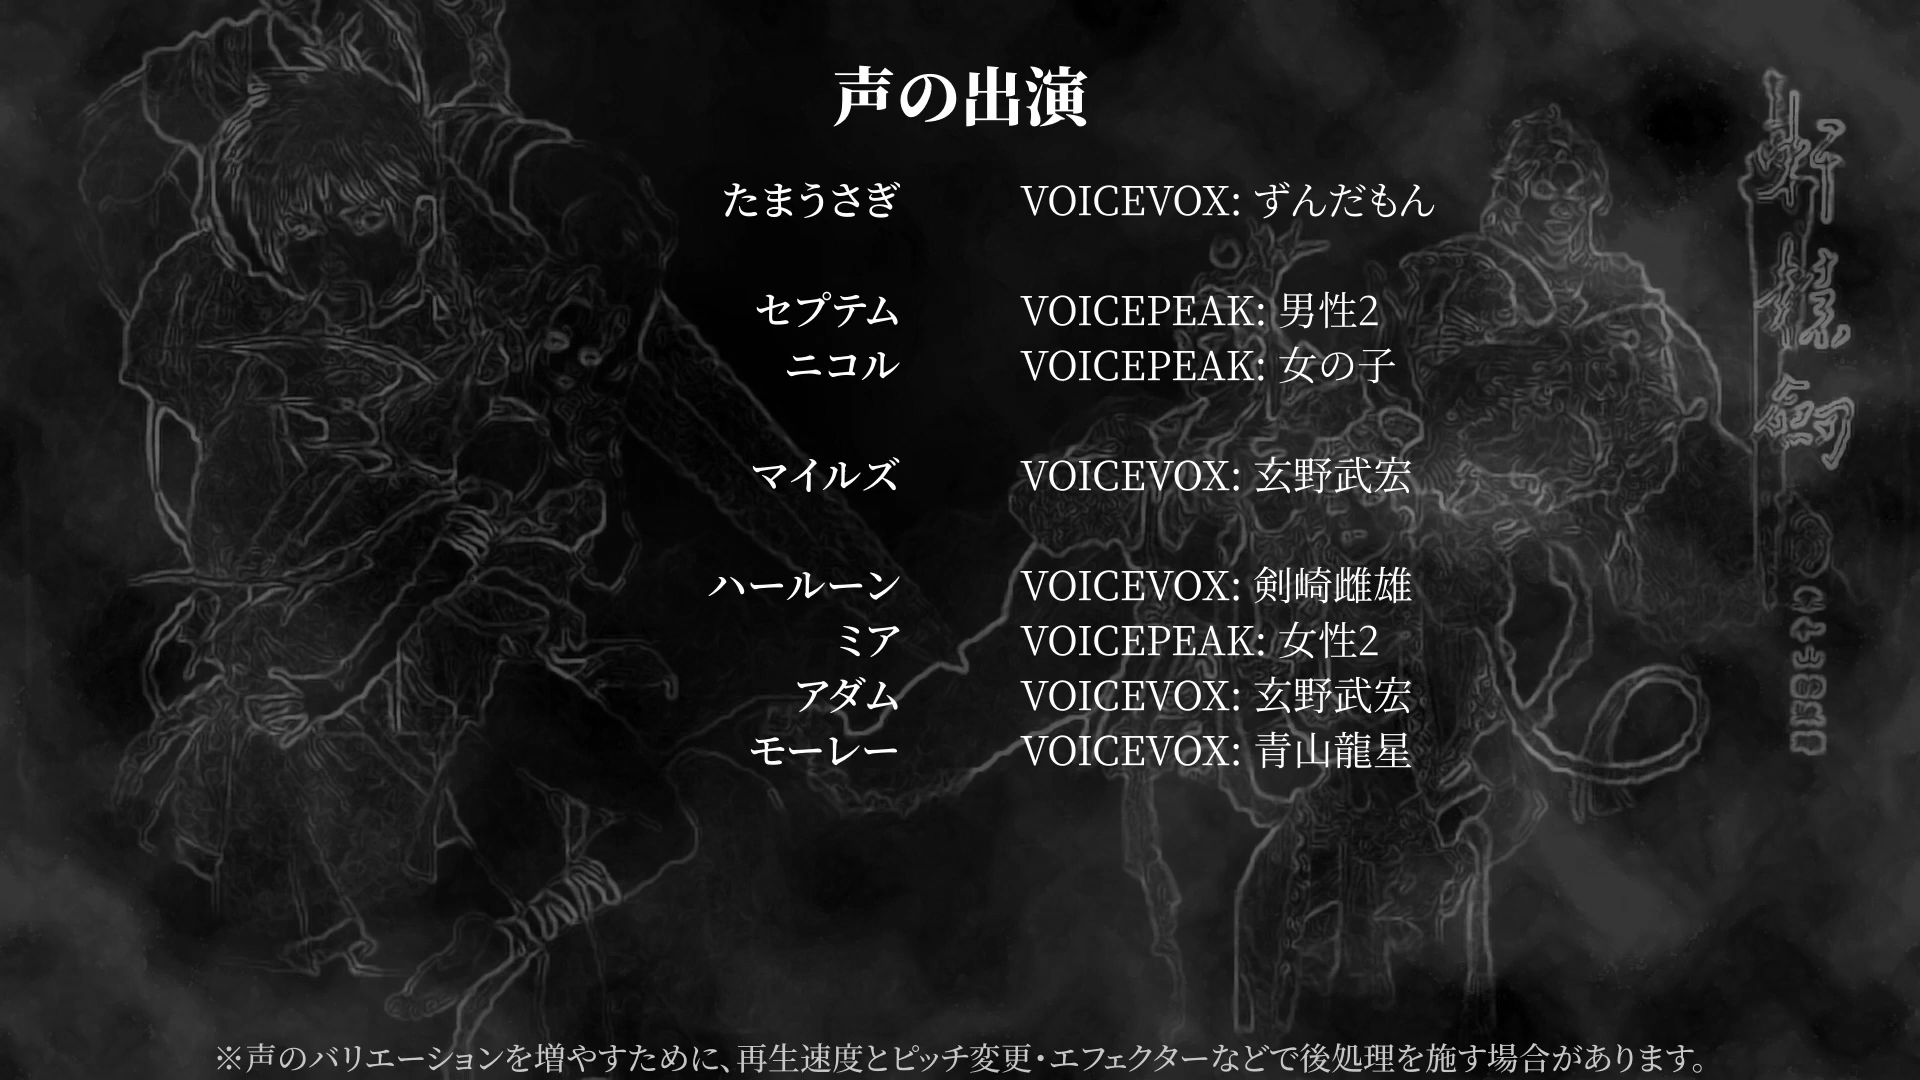 声の出演
たまうさぎ VOICEVOX: ずんだもん
セプテム VOICEPEAK: 男性2
ニコル VOICEPEAK: 女の子
マイルズ VOICEVOX: 玄野武宏
ハールーン VOICEVOX: 剣崎雌雄
ミア VOICEPEAK: 女性2
アダム VOICEVOX: 玄野武宏
モーレー VOICEVOX: 青山龍星
※声のバリエーションを増やすために、再生速度とピッチ変更・エフェクターなどで後処理を施す場合があります。
軒轅劍